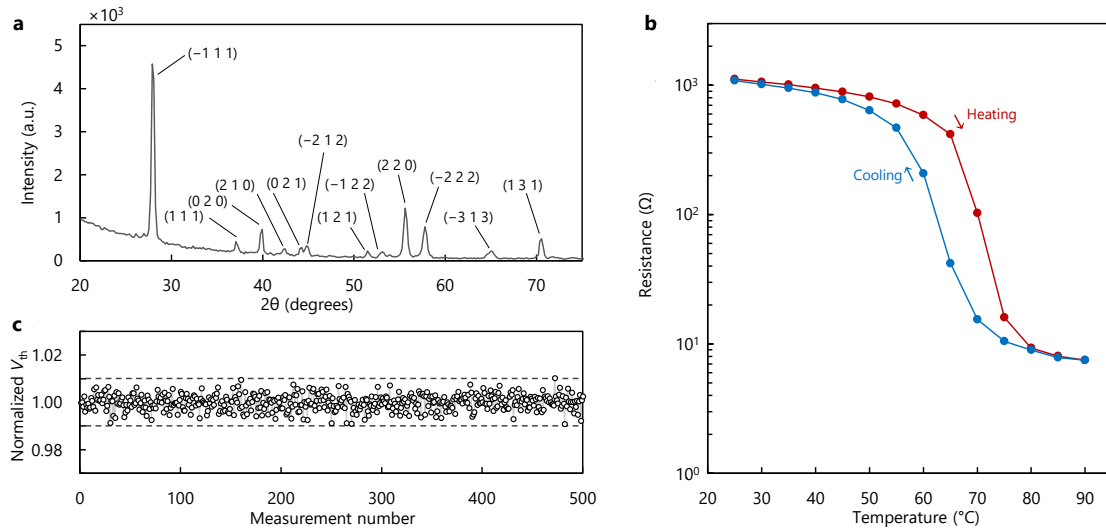 a
×10³
5
4
3
2
1
0
Intensity (a.u.)
(−1 1 1)
(1 1 1)
(0 2 0)
(2 1 0)
(0 2 1)
(−2 1 2)
(1 2 1)
(−1 2 2)
(2 2 0)
(−2 2 2)
(−3 1 3)
(1 3 1)
20 30 40 50 60 70
2θ (degrees)
c
1.02
1.00
0.98
Normalized Vth
0 100 200 300 400 500
Measurement number
b
10³
10²
10¹
10⁰
Resistance (Ω)
Heating
Cooling
20 30 40 50 60 70 80 90
Temperature (°C)